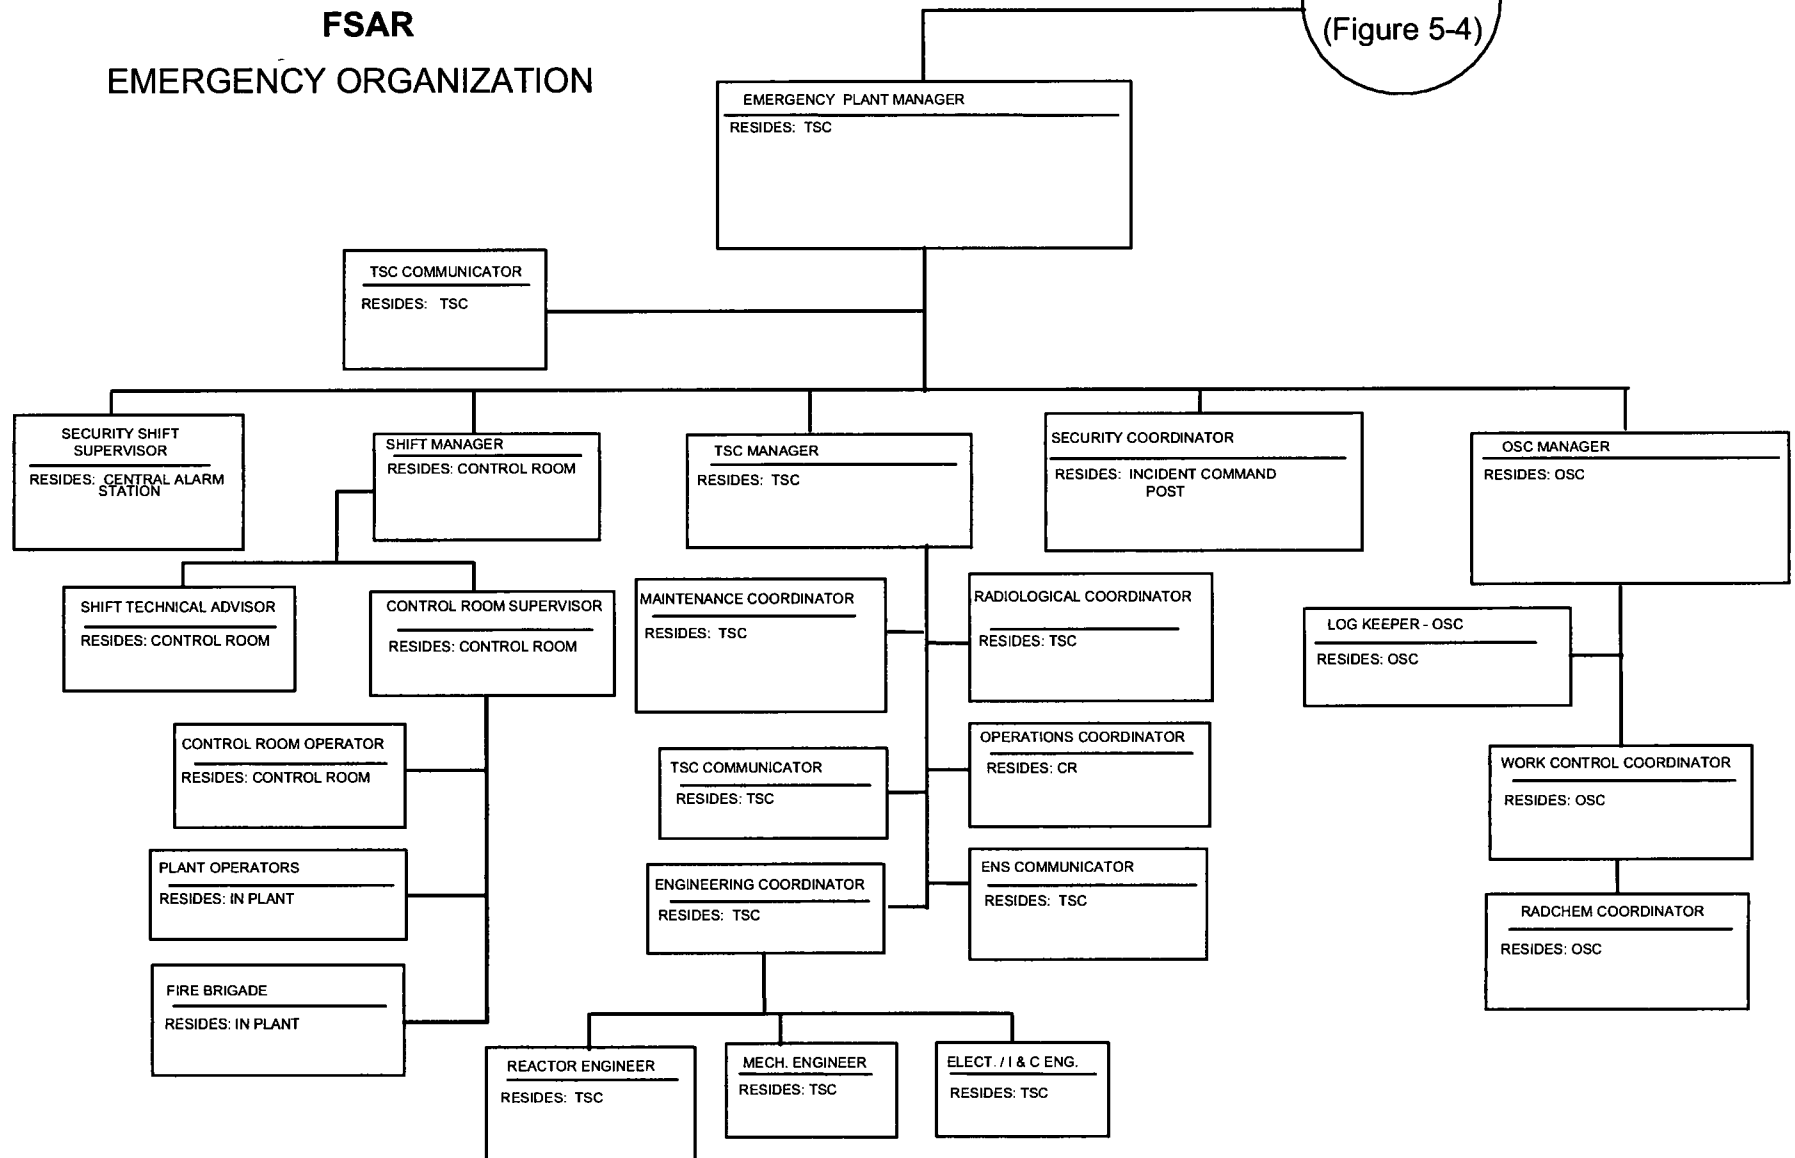 FSAR
EMERGENCY ORGANIZATION
(Figure 5-4)
EMERGENCY PLANT MANAGER
RESIDES: TSC
TSC COMMUNICATOR
RESIDES: TSC
SECURITY SHIFT
SUPERVISOR
RESIDES: CENTRAL ALARM
STATION
SHIFT MANAGER
RESIDES: CONTROL ROOM
TSC MANAGER
RESIDES: TSC
SECURITY COORDINATOR
RESIDES: INCIDENT COMMAND
POST
OSC MANAGER
RESIDES: OSC
SHIFT TECHNICAL ADVISOR
RESIDES: CONTROL ROOM
CONTROL ROOM SUPERVISOR
RESIDES: CONTROL ROOM
MAINTENANCE COORDINATOR
RESIDES: TSC
RADIOLOGICAL COORDINATOR
RESIDES: TSC
LOG KEEPER - OSC
RESIDES: OSC
CONTROL ROOM OPERATOR
RESIDES: CONTROL ROOM
TSC COMMUNICATOR
RESIDES: TSC
OPERATIONS COORDINATOR
RESIDES: CR
WORK CONTROL COORDINATOR
RESIDES: OSC
PLANT OPERATORS
RESIDES: IN PLANT
ENGINEERING COORDINATOR
RESIDES: TSC
ENS COMMUNICATOR
RESIDES: TSC
RADCHEM COORDINATOR
RESIDES: OSC
FIRE BRIGADE
RESIDES: IN PLANT
REACTOR ENGINEER
RESIDES: TSC
MECH. ENGINEER
RESIDES: TSC
ELECT. / I & C ENG.
RESIDES: TSC